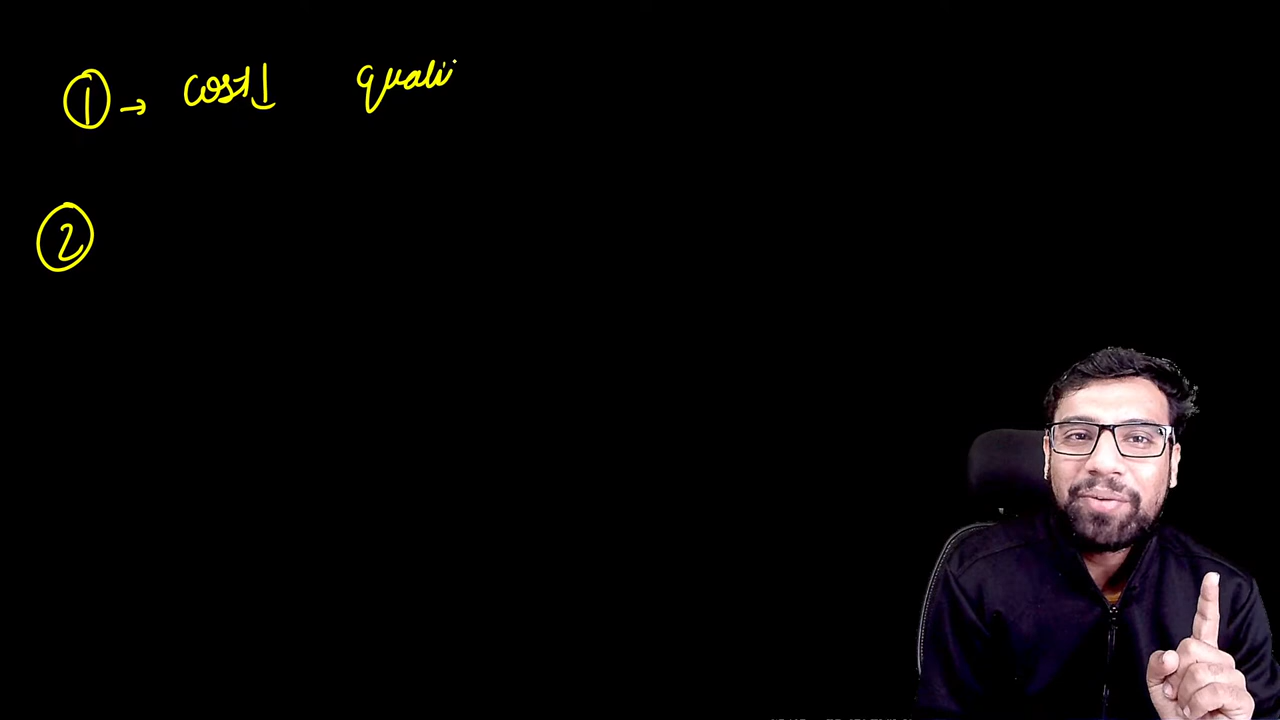 ① → cost↓ quali
②